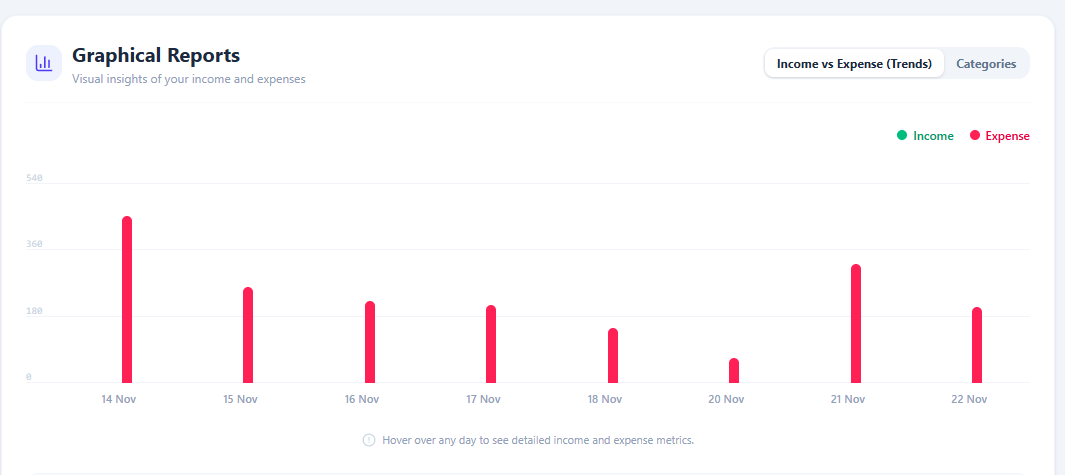 Graphical Reports
Visual insights of your income and expenses
Income vs Expense (Trends) Categories
Income Expense
540
360
180
0
14 Nov 15 Nov 16 Nov 17 Nov 18 Nov 20 Nov 21 Nov 22 Nov
Hover over any day to see detailed income and expense metrics.